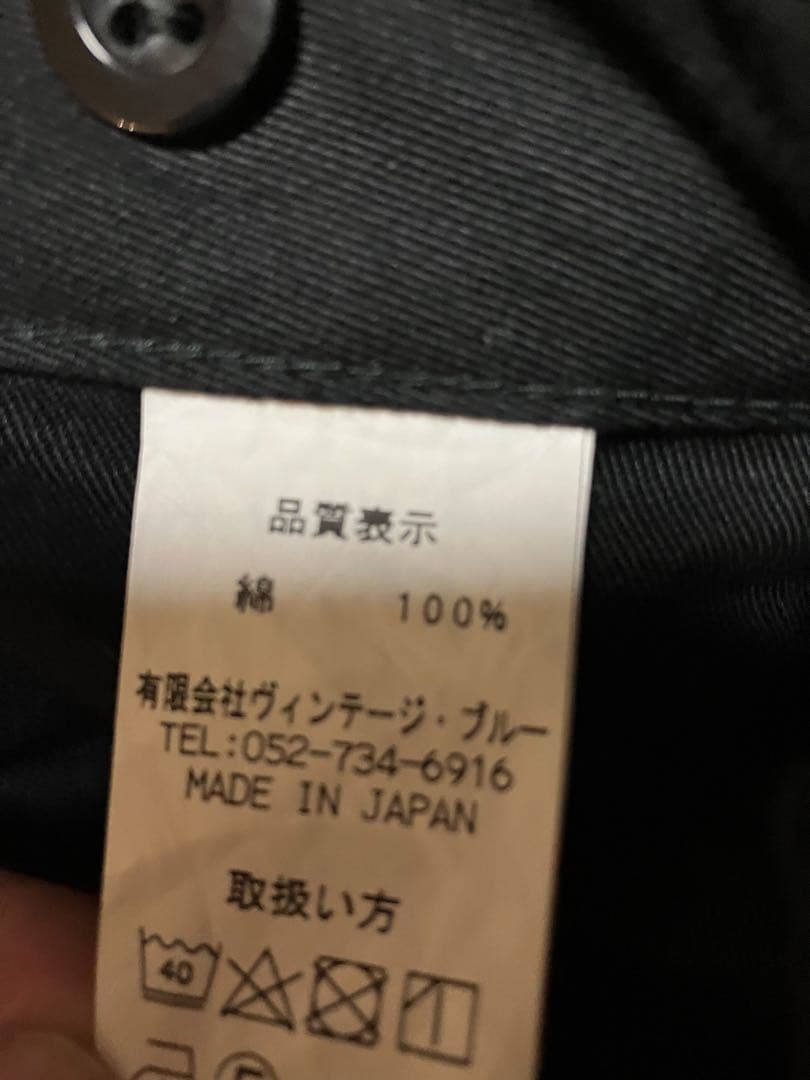 品質表示
綿 100%
有限会社ヴィンテージ・ブルー
TEL:052-734-6916
MADE IN JAPAN
取扱い方
40